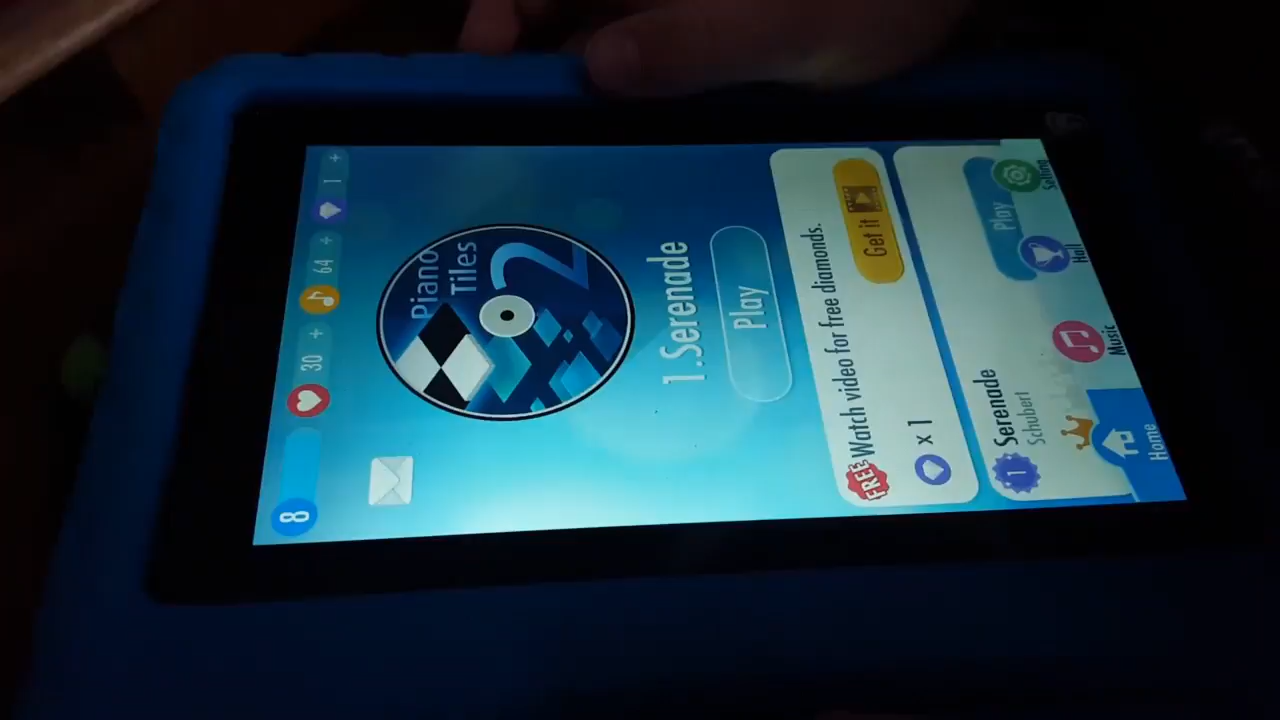 8
30 +
64 +
1 +
Piano
Tiles
2
1.Serenade
Play
FREE
Watch video for free diamonds.
x 1
Get it
1
Serenade
Schubert
Play
Home
Music
Hall
Setting